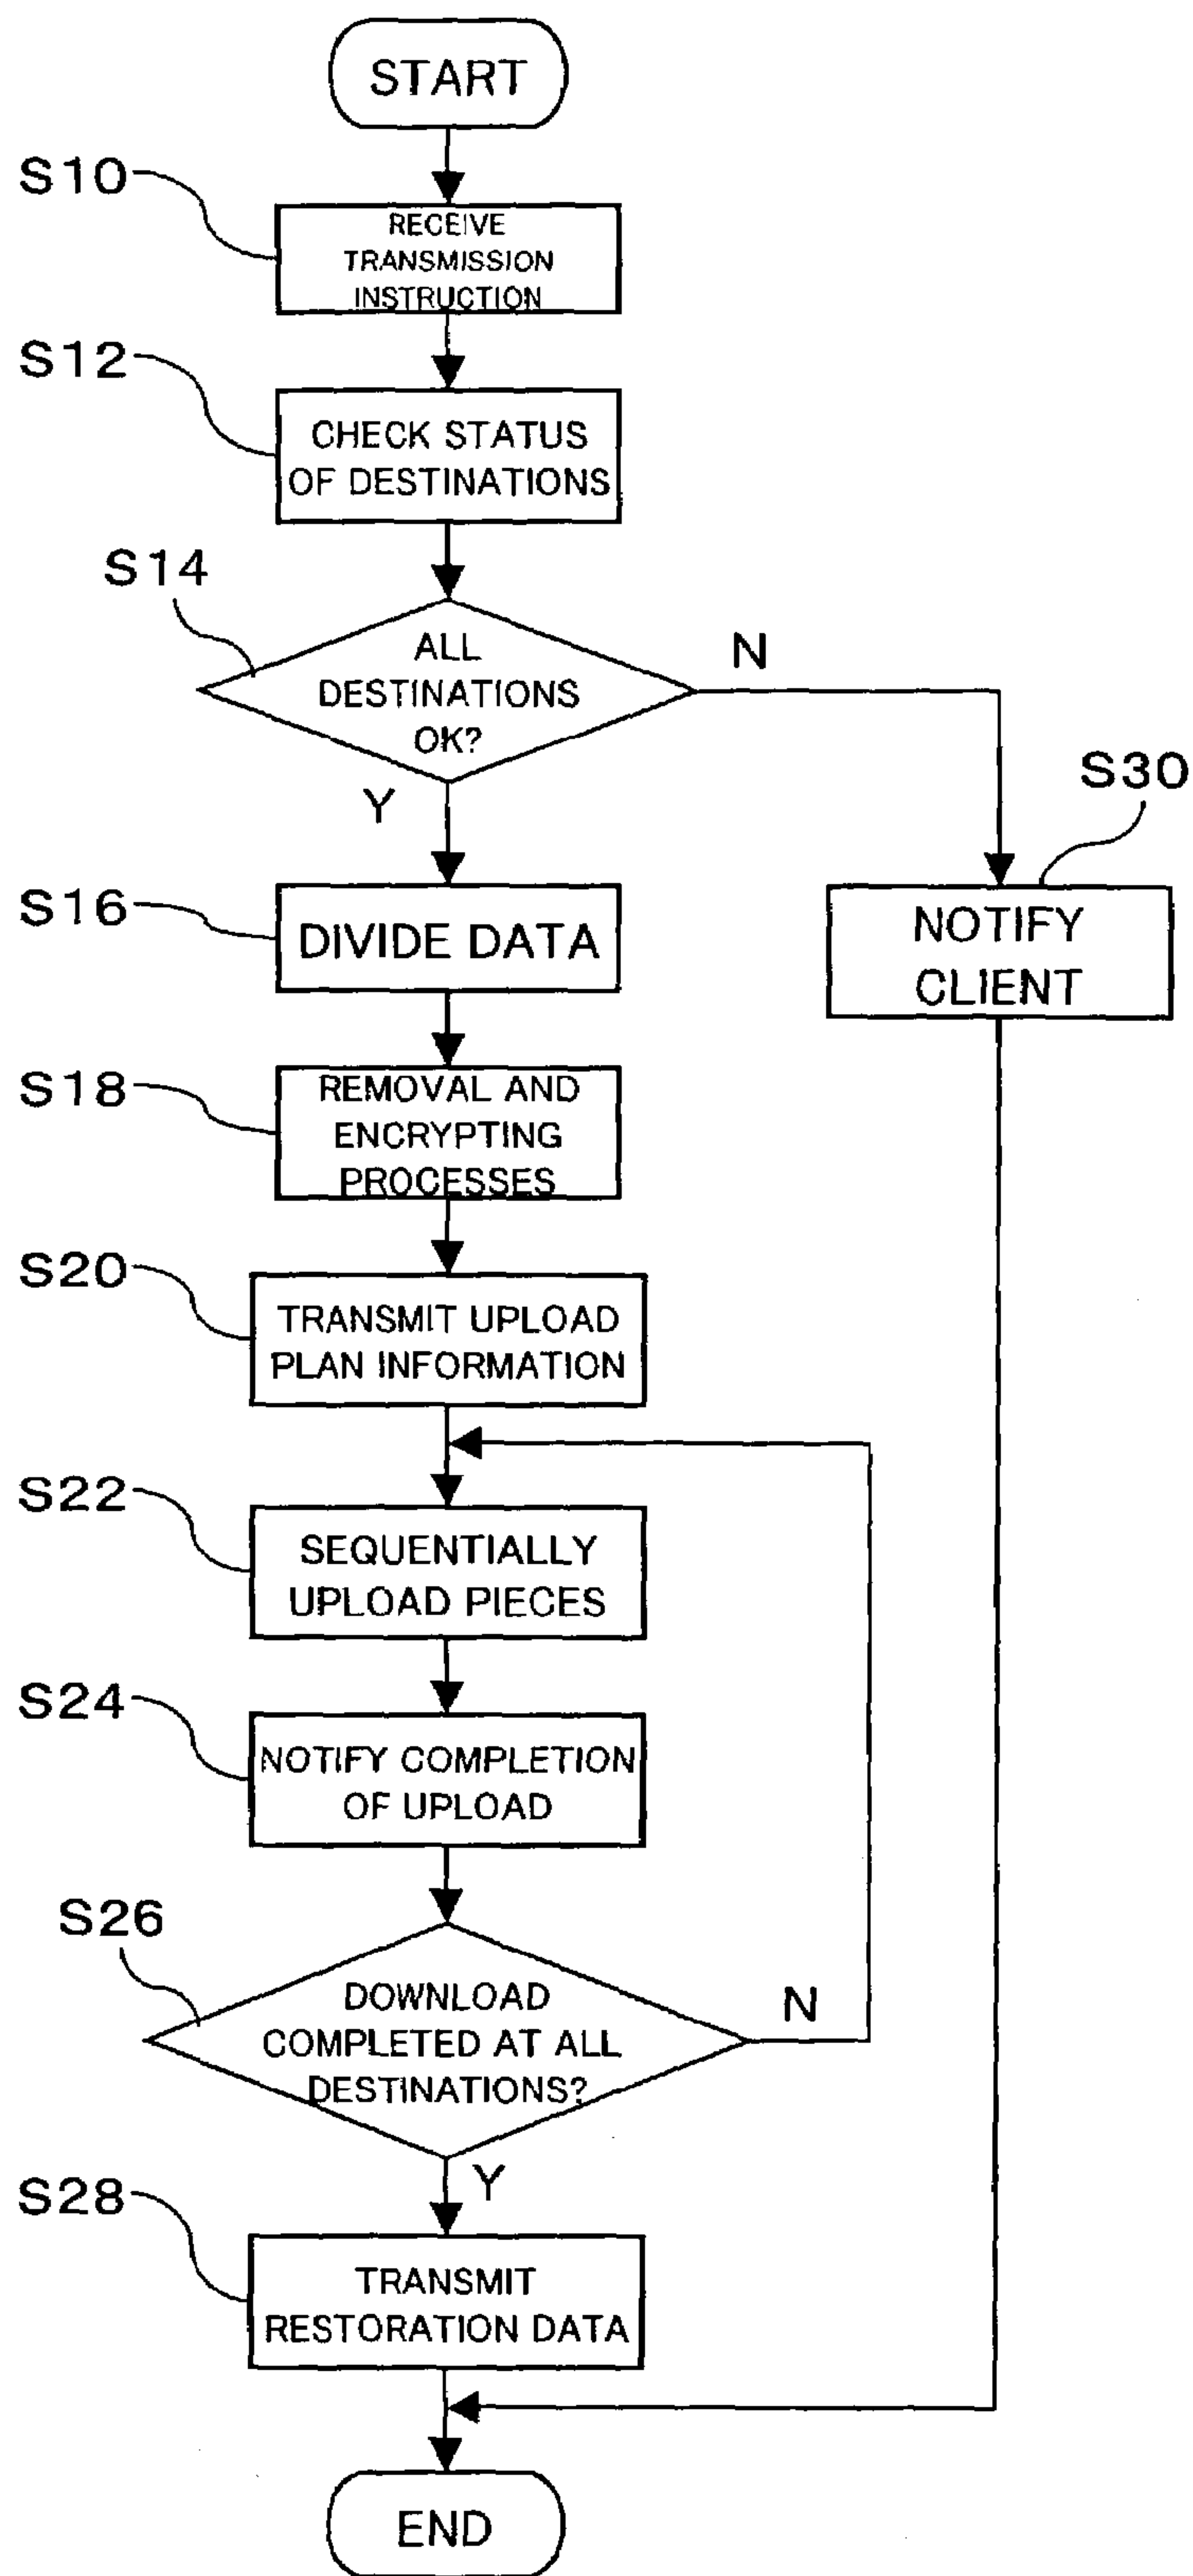 START
S10
RECEIVE
TRANSMISSION
INSTRUCTION
S12
CHECK STATUS
OF DESTINATIONS
S14
ALL
DESTINATIONS
OK?
N
Y
S30
NOTIFY
CLIENT
S16
DIVIDE DATA
S18
REMOVAL AND
ENCRYPTING
PROCESSES
S20
TRANSMIT UPLOAD
PLAN INFORMATION
S22
SEQUENTIALLY
UPLOAD PIECES
S24
NOTIFY COMPLETION
OF UPLOAD
S26
DOWNLOAD
COMPLETED AT ALL
DESTINATIONS?
N
Y
S28
TRANSMIT
RESTORATION DATA
END